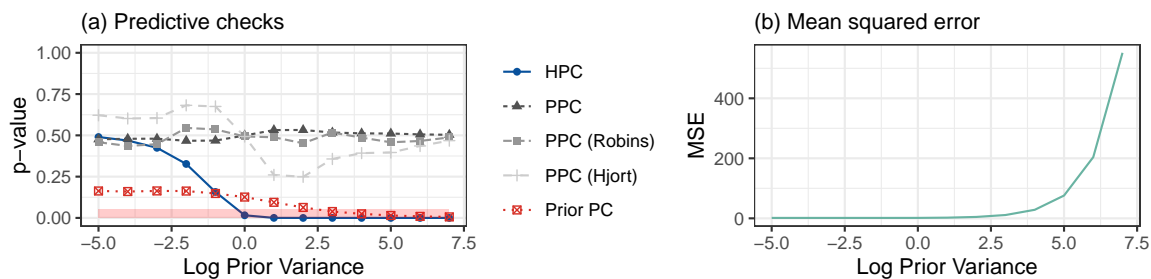 (a) Predictive checks
1.00
0.75
0.50
0.25
0.00
p−value
−5.0 −2.5 0.0 2.5 5.0 7.5
Log Prior Variance
HPC
PPC
PPC (Robins)
PPC (Hjort)
Prior PC
(b) Mean squared error
400
200
0
MSE
−5.0 −2.5 0.0 2.5 5.0 7.5
Log Prior Variance